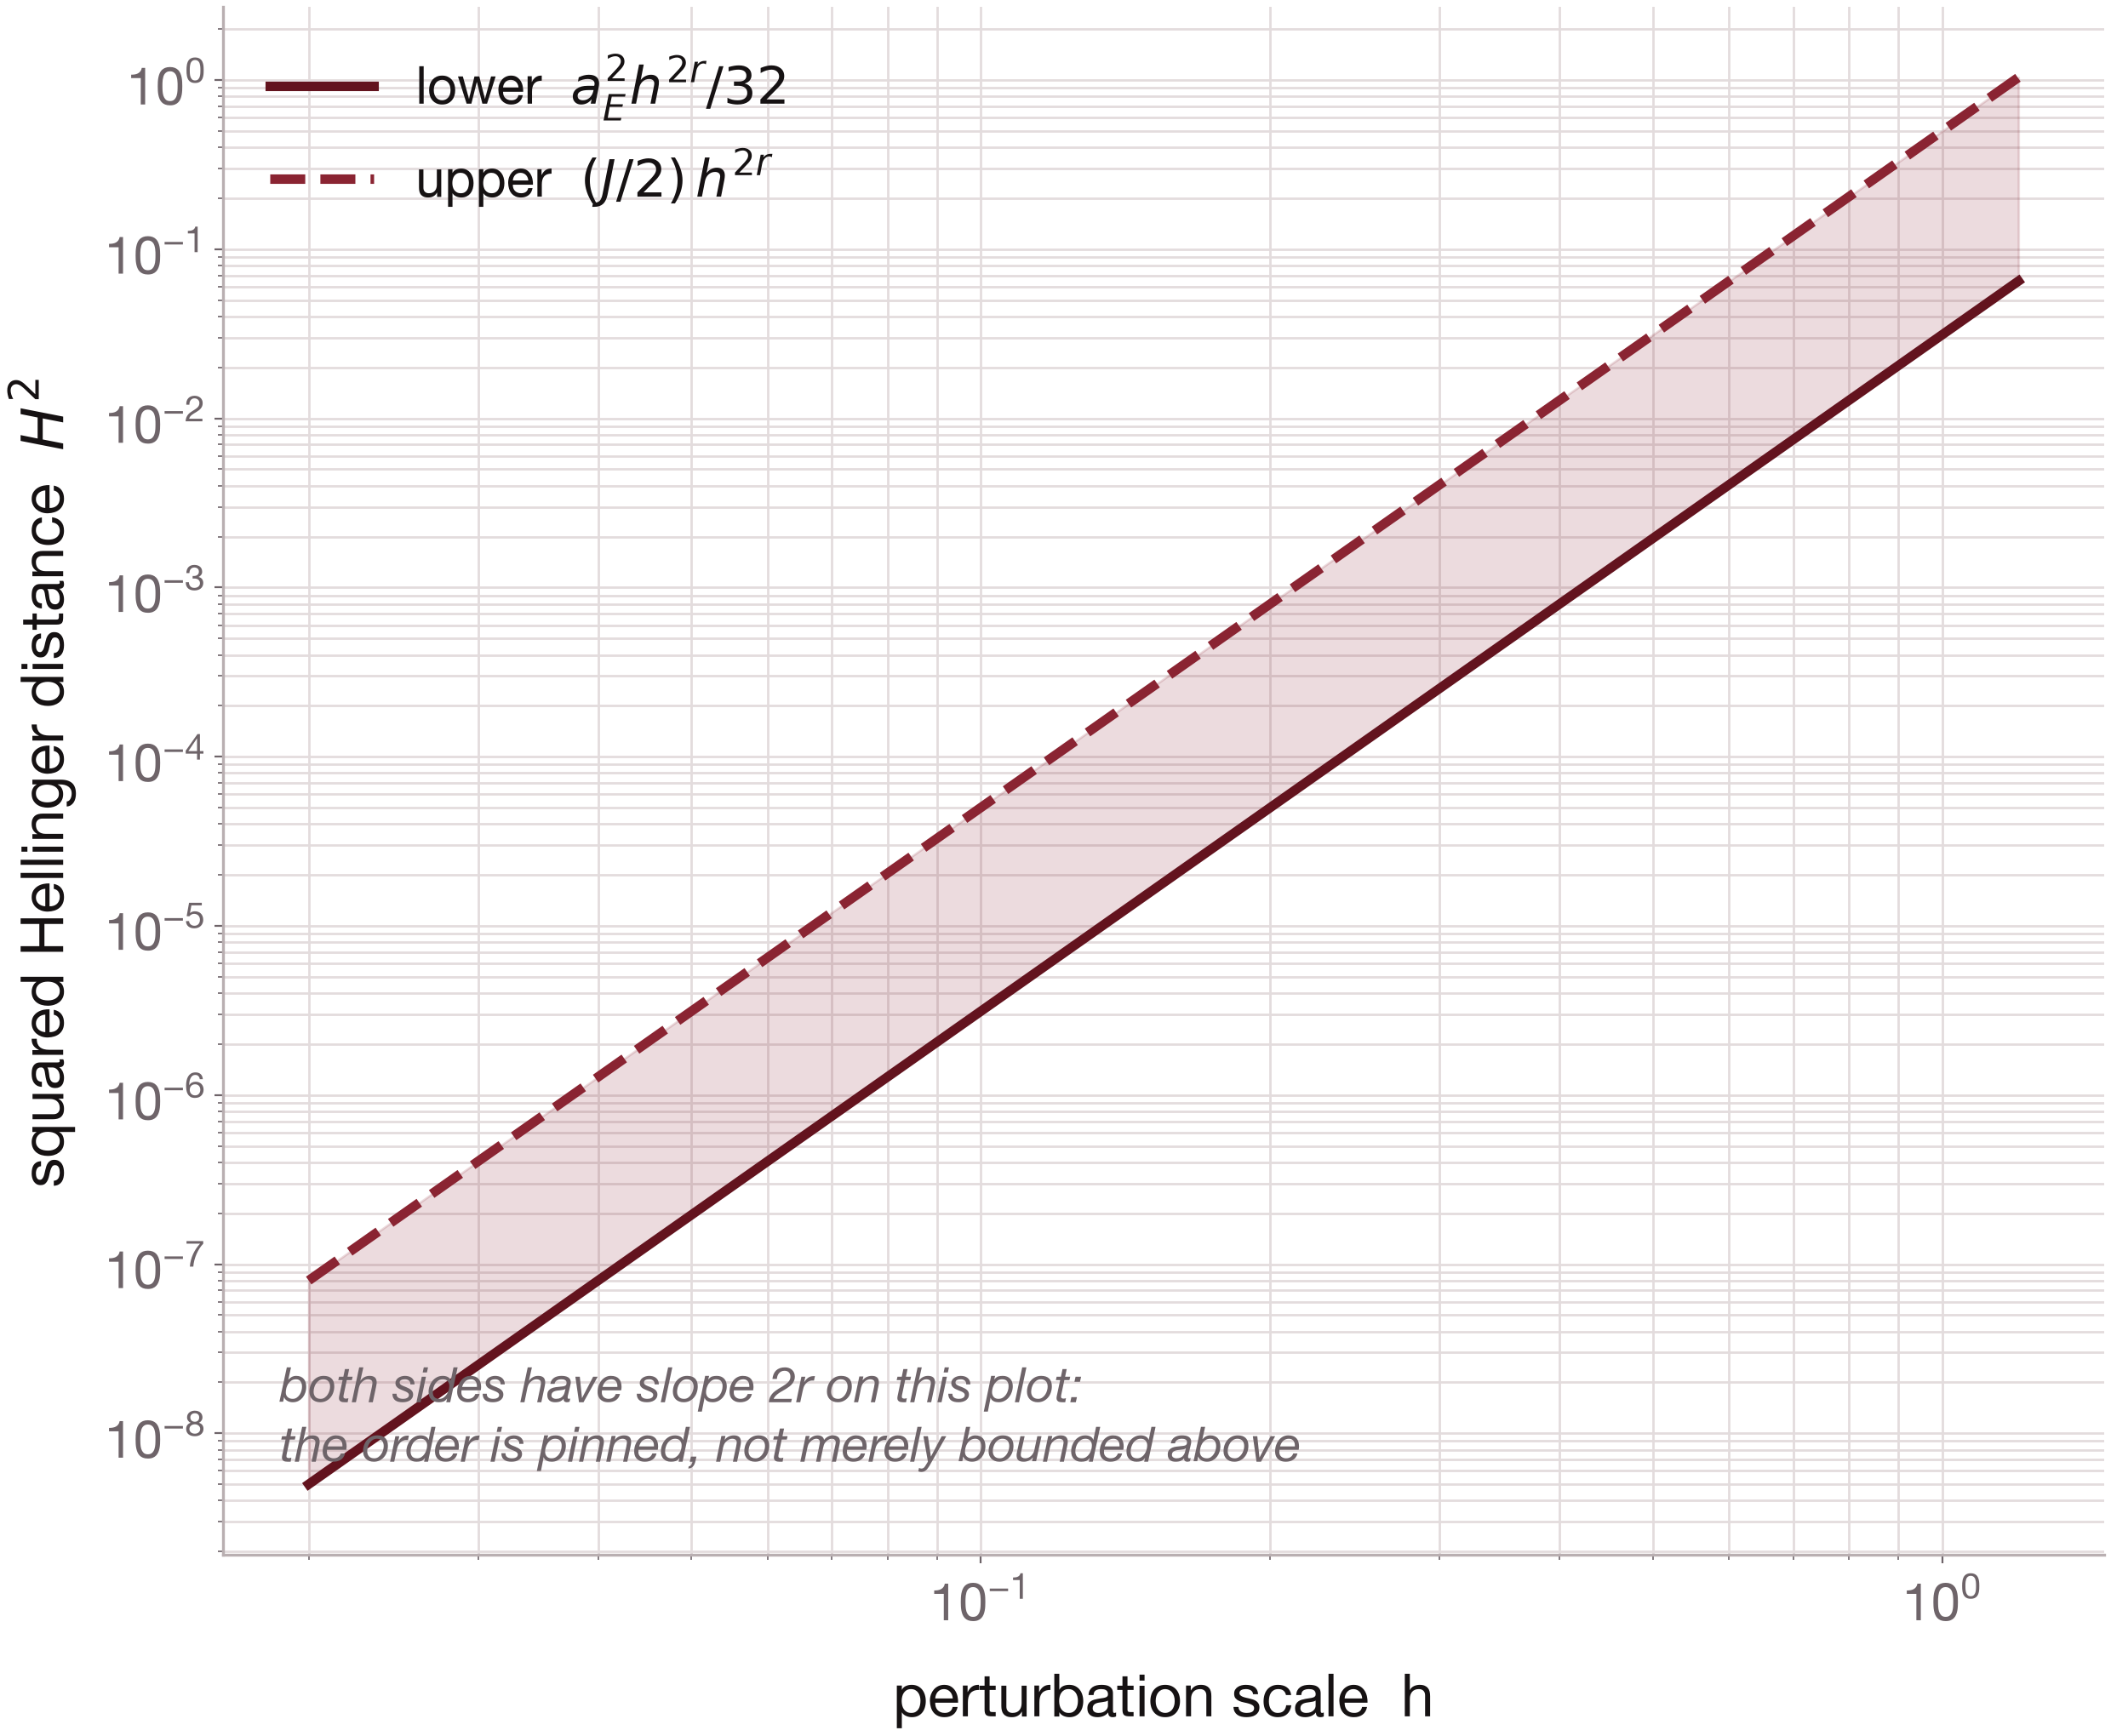 lower a_E^2 h^{2r}/32
upper (J/2) h^{2r}
10^0
10^−1
10^−2
10^−3
10^−4
10^−5
10^−6
10^−7
10^−8
squared Hellinger distance H^2
both sides have slope 2r on this plot:
the order is pinned, not merely bounded above
10^−1 10^0
perturbation scale h